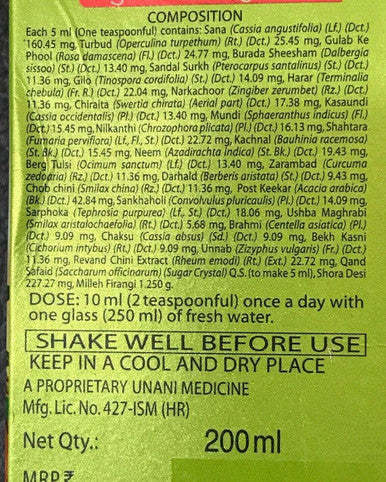 COMPOSITION
Each 5 ml (One teaspoonful) contains: Sana (Cassia angustifolia) (Lf.) (Dct.)
160.45 mg, Turbud (Operculina turpethum) (Rt.) (Dct.) 25.45 mg, Gulab Ke
Phool (Rosa damascena) (Fl.) (Dct.) 24.77 mg, Burada Sheesham (Dalbergia
sissoo) (St.) (Dct.) 13.40 mg, Sandal Surkh (Pterocarpus santalinus) (St.) (Dct.)
11.36 mg, Gilo (Tinospora cordifolia) (St.) (Dct.) 14.09 mg, Harar (Terminalia
chebula) (Fr. R.) (Dct.) 22.04 mg, Narkachoor (Zingiber zerumbet) (Rz.) (Dct.)
11.36 mg, Chiraita (Swertia chirata) (Aerial part) (Dct.) 17.38 mg, Kasaundi
(Cassia occidentalis) (Pl.) (Dct.) 13.40 mg, Mundi (Sphaeranthus indicus) (Fl.)
(Dct.) 15.45 mg, Nilkanthi (Chrozophora plicata) (Pl.) (Dct.) 16.13 mg, Shahtara
(Fumaria perviflora) (Lf, Fl, St.) (Dct.) 22.72 mg, Kachnal (Bauhinia racemosa)
(St. Bk.) (Dct.) 15.45 mg, Neem (Azadirachta Indica) (St. Bk.) (Dct.) 19.43 mg,
Berg Tulsi (Ocimum sanctum) (Lf) (Dct.) 13.40 mg, Zarambad (Curcuma
zedoaria) (Rz.) (Dct.) 11.36 mg, Darhald (Berberis aristata) (St.) (Dct.) 9.43 mg,
Chob chini (Smilax china) (Rz.) (Dct.) 11.36 mg, Post Keekar (Acacia arabica)
(Bk.) (Dct.) 42.84 mg, Sankhaholi (Convolvulus pluricaulis) (Pl.) (Dct.) 14.09 mg,
Sarphoka (Tephrosia purpurea) (Lf, St.) (Dct.) 18.06 mg, Ushba Maghrabi
(Smilax aristalochaefolia) (Rt.) (Dct.) 5.68 mg, Brahmi (Centella asiatica) (Pl.)
(Dct.) 9.09 mg, Chaksu (Cassia absus) (Sd.) (Dct.) 9.09 mg, Bekh Kasni
(Cichorium intybus) (Rt.) (Dct.) 9.09 mg, Unnab (Zizyphus vulgaris) (Fr.) (Dct.)
11.36 mg, Revand Chini Extract (Rheum emodi) (Rt.) (Ext.) 22.72 mg, Qand
Safaid (Saccharum officinarum) (Sugar Crystal) Q.S. (to make 5 ml), Shora Desi
227.27 mg, Milleh Firangi 1.250 g.
DOSE: 10 ml (2 teaspoonful) once a day with
one glass (250 ml) of fresh water.
SHAKE WELL BEFORE USE
KEEP IN A COOL AND DRY PLACE
A PROPRIETARY UNANI MEDICINE
Mfg. Lic. No. 427-ISM (HR)
Net Qty.: 200ml
MRP ₹